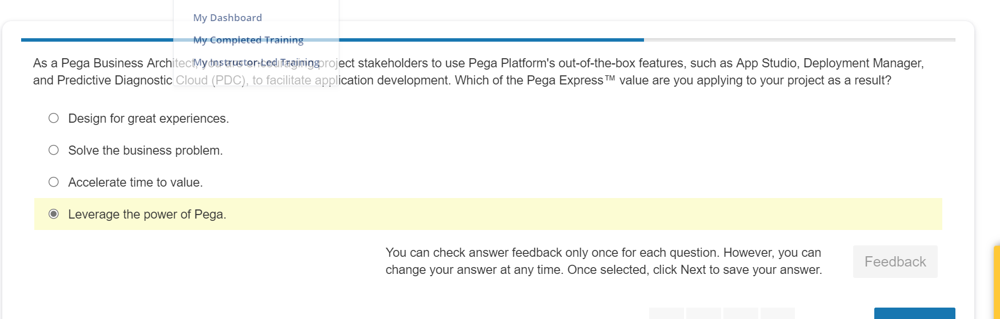 My Dashboard
My Completed Training
My Instructor-Led Training
As a Pega Business Architect, you are encouraging project stakeholders to use Pega Platform's out-of-the-box features, such as App Studio, Deployment Manager,
and Predictive Diagnostic Cloud (PDC), to facilitate application development. Which of the Pega Express™ value are you applying to your project as a result?
Design for great experiences.
Solve the business problem.
Accelerate time to value.
Leverage the power of Pega.
You can check answer feedback only once for each question. However, you can
change your answer at any time. Once selected, click Next to save your answer.
Feedback